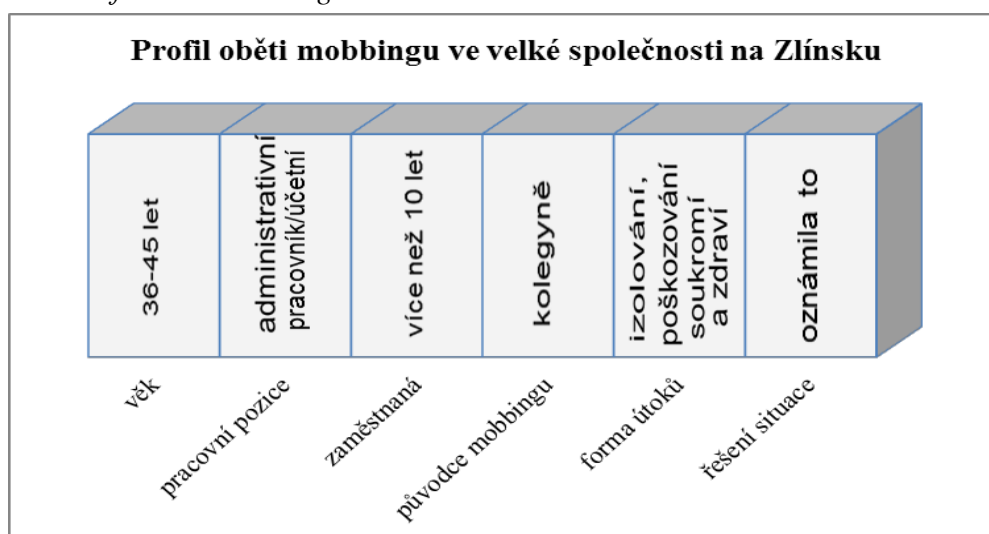 Profil oběti mobbingu ve velké společnosti na Zlínsku
36-45 let
administrativní
pracovník/účetní
více než 10 let
kolegyně
izolování,
poškozování
soukromí
a zdraví
oznámila to
věk
pracovní pozice
zaměstnaná
původce mobbingu
forma útoků
řešení situace